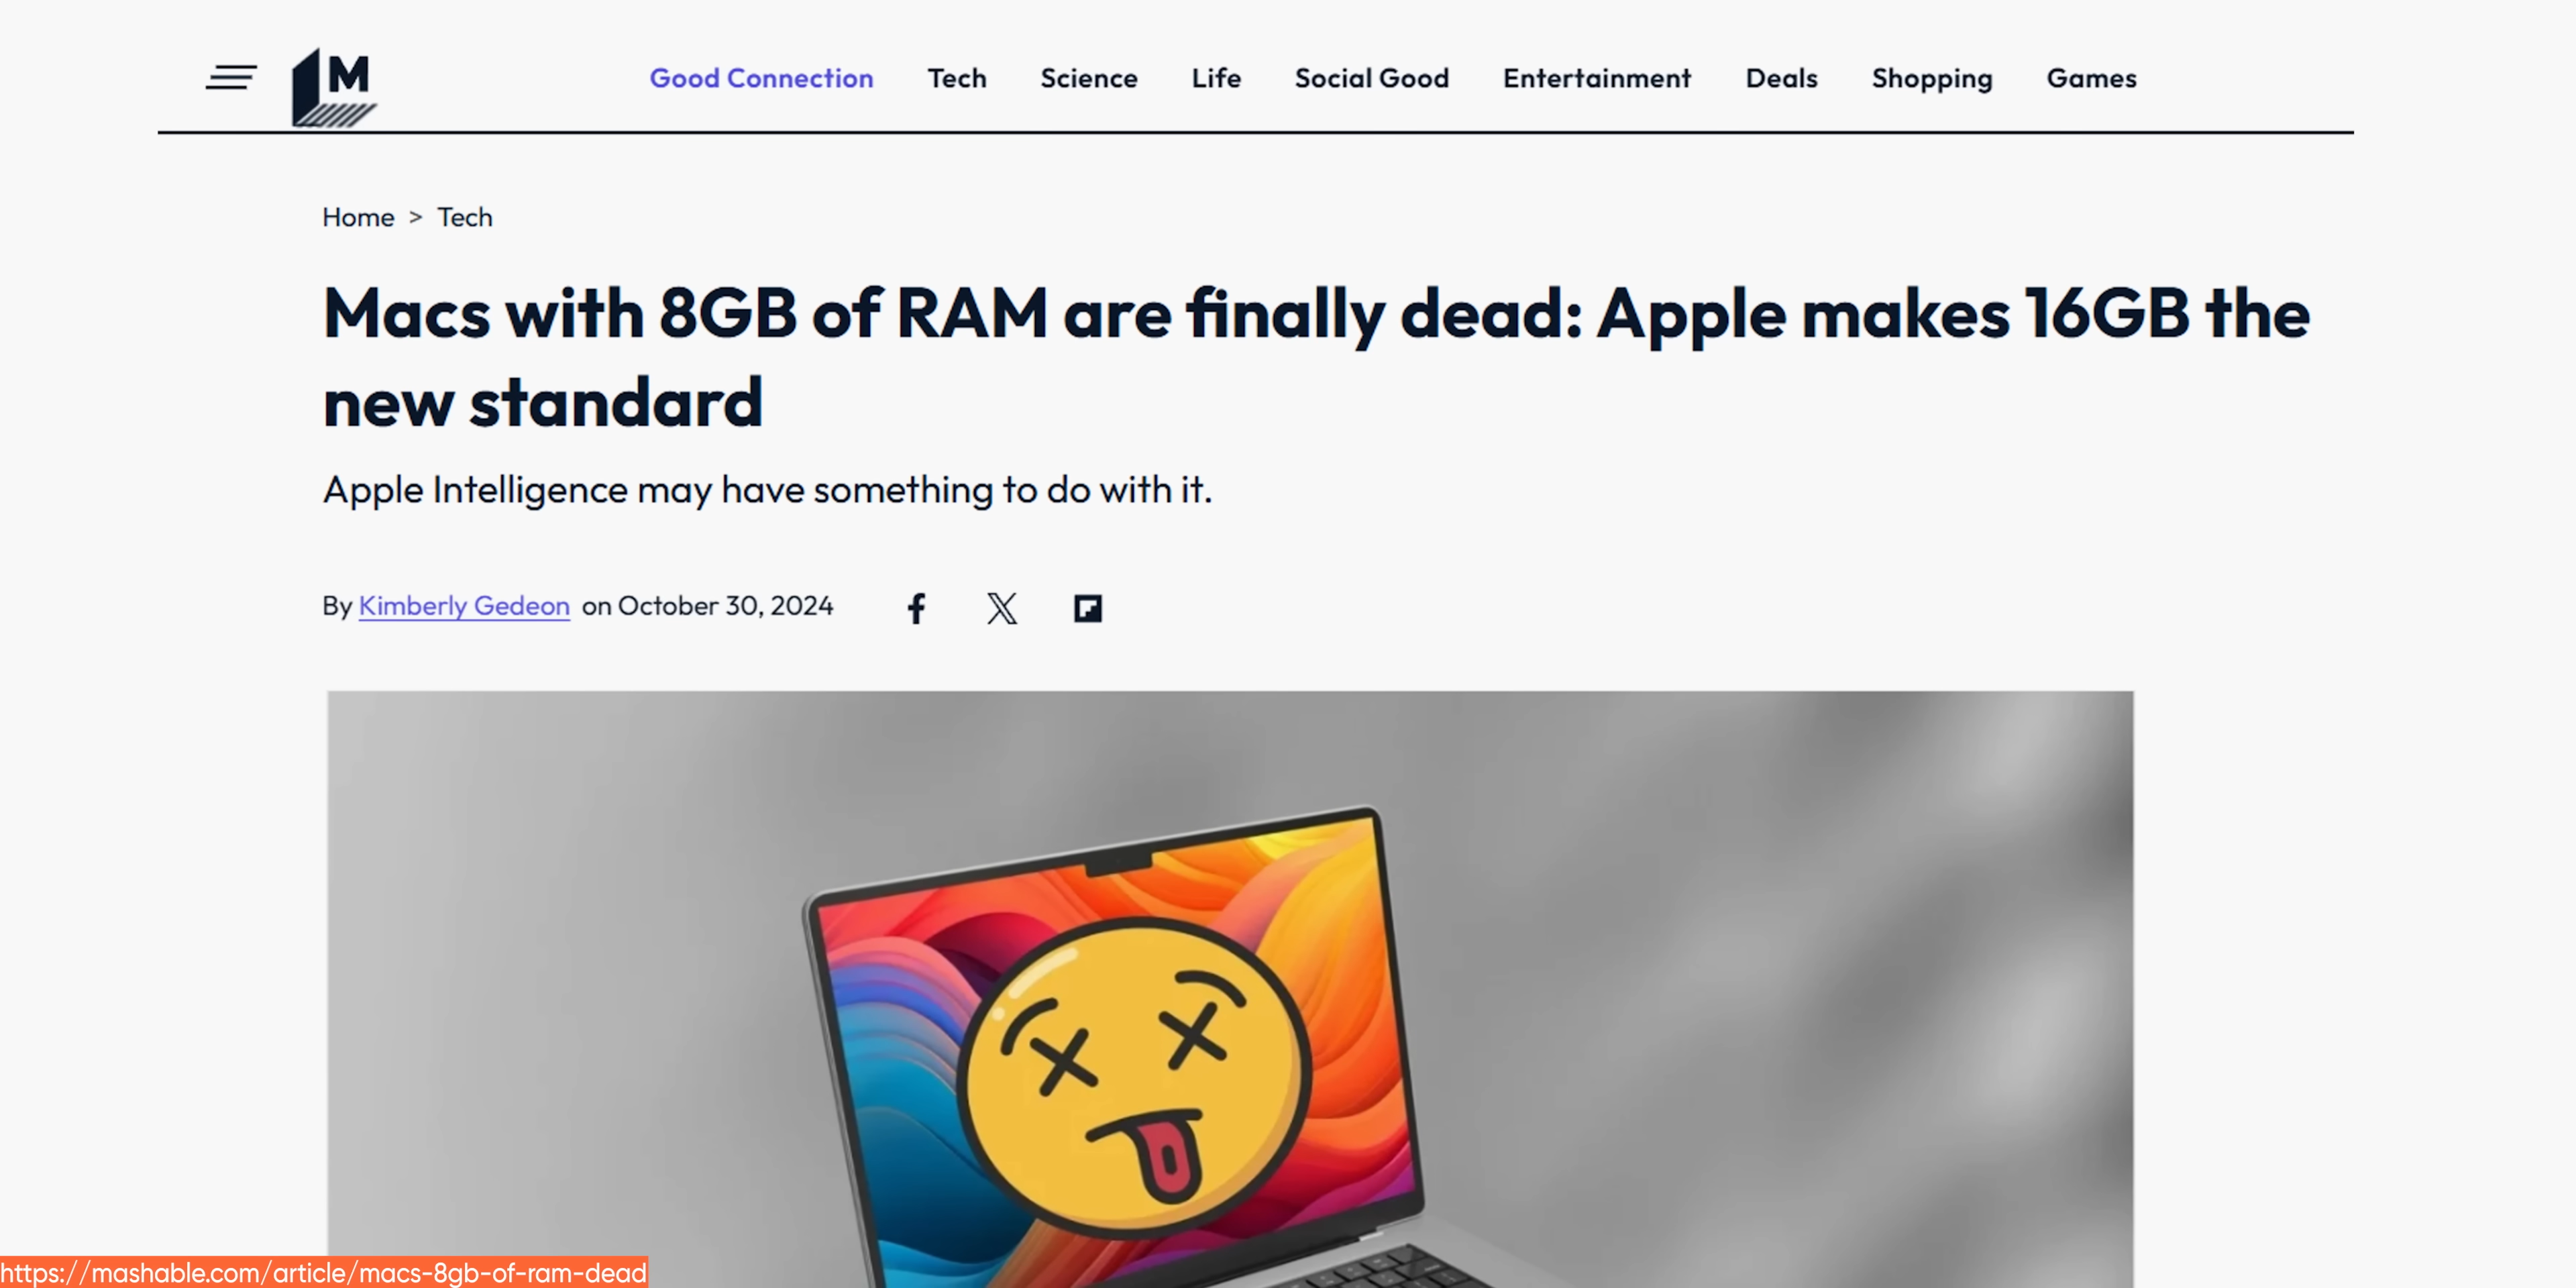 M
Good Connection Tech Science Life Social Good Entertainment Deals Shopping Games
Home > Tech
Macs with 8GB of RAM are finally dead: Apple makes 16GB the
new standard
Apple Intelligence may have something to do with it.
By Kimberly Gedeon on October 30, 2024
https://mashable.com/article/macs-8gb-of-ram-dead